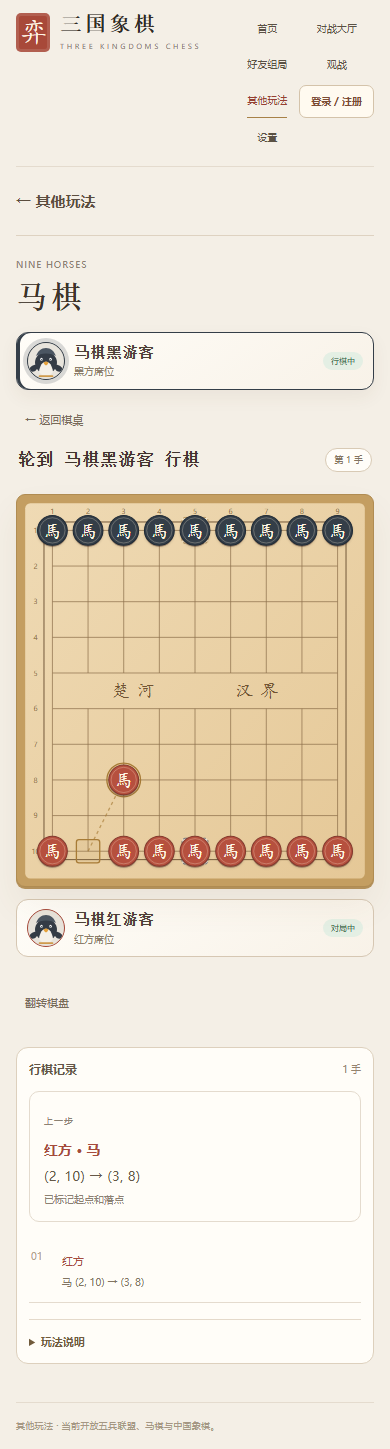 弈 三国象棋
THREE KINGDOMS CHESS
首页 对战大厅
好友组局 观战
其他玩法 登录 / 注册
设置
← 其他玩法
NINE HORSES
马棋
马棋黑游客
黑方席位
行棋中
← 返回棋桌
轮到 马棋黑游客 行棋
第 1 手
1 2 3 4 5 6 7 8 9
1
馬 馬 馬 馬 馬 馬 馬 馬 馬
2
3
4
5
楚河 汉界
6
7
8 馬
9
馬 馬 馬 馬 馬 馬 馬 馬
马棋红游客
红方席位
对局中
翻转棋盘
行棋记录 1 手
上一步
红方 • 马
(2, 10) → (3, 8)
已标记起点和落点
01 红方
马 (2, 10) → (3, 8)
▶ 玩法说明
其他玩法 · 当前开放五兵联盟、马棋与中国象棋。